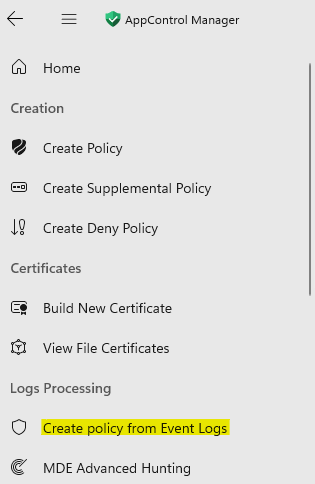 AppControl Manager
Home
Creation
Create Policy
Create Supplemental Policy
Create Deny Policy
Certificates
Build New Certificate
View File Certificates
Logs Processing
Create policy from Event Logs
MDE Advanced Hunting